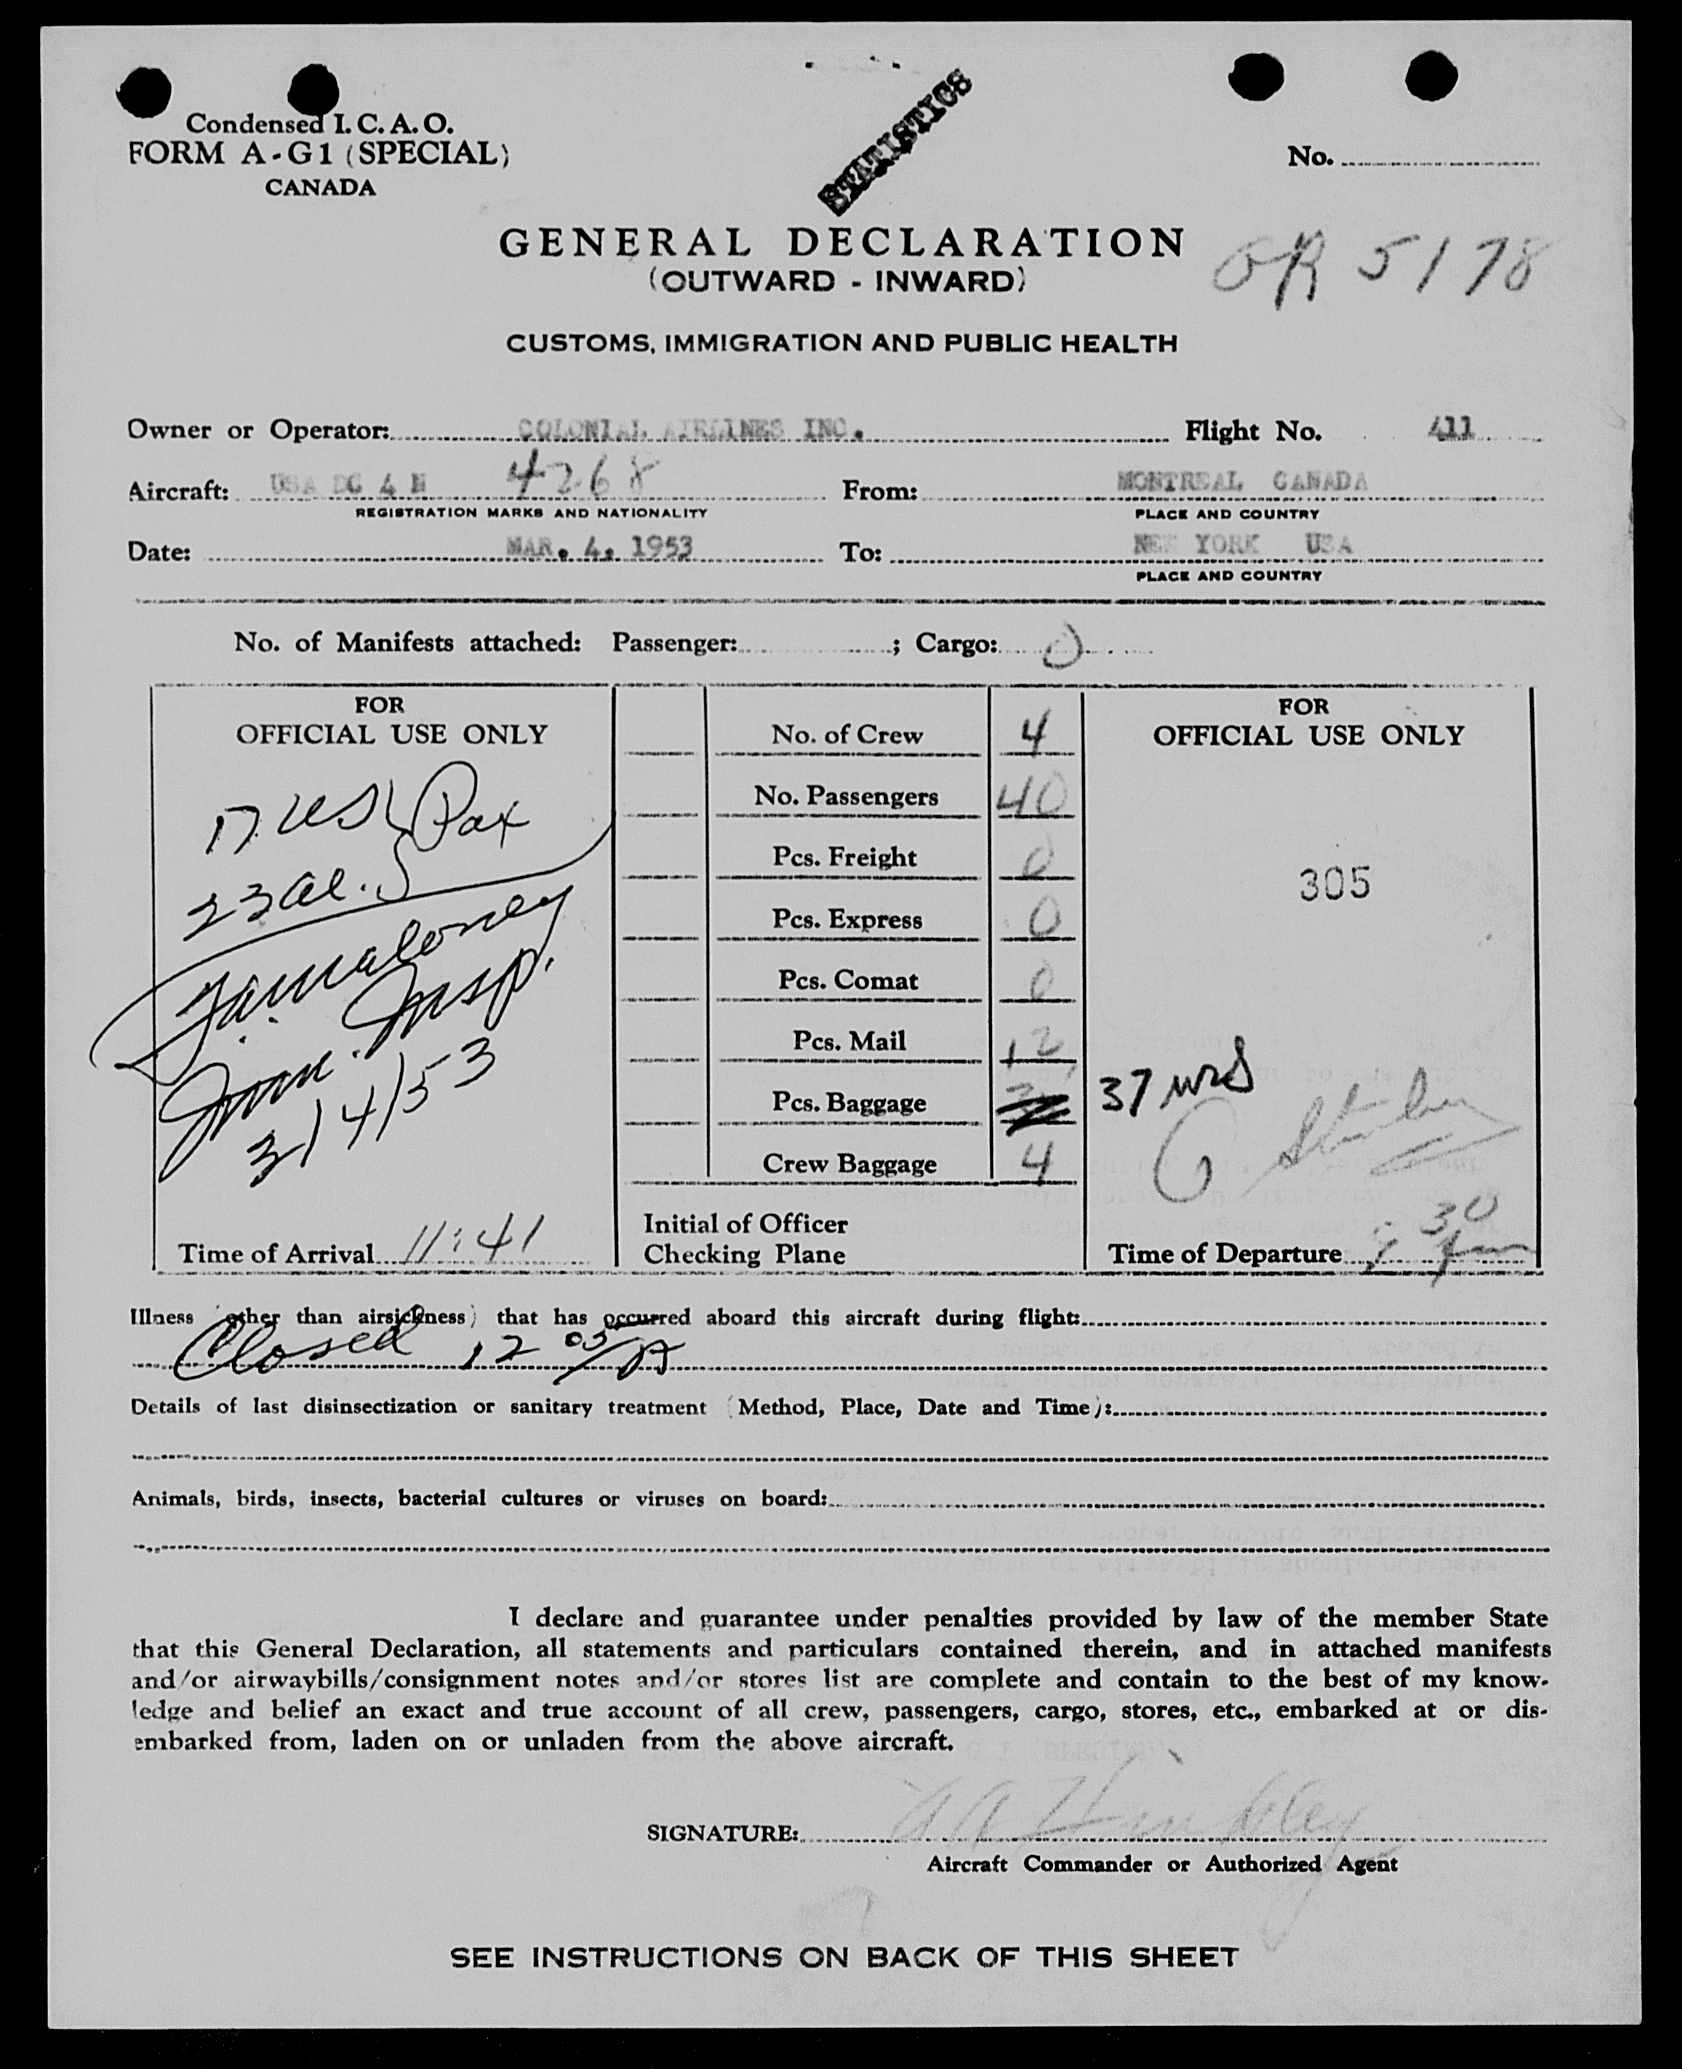 STATISTICS
Condensed I. C. A. O.
FORM A-G1 (SPECIAL)
CANADA
No.
GENERAL DECLARATION
(OUTWARD - INWARD)
OR 5178
CUSTOMS, IMMIGRATION AND PUBLIC HEALTH
Owner or Operator: COLONIAL AIRLINES INC. Flight No. 411
Aircraft: USA DC 4 N 4268 From: MONTREAL CANADA
REGISTRATION MARKS AND NATIONALITY PLACE AND COUNTRY
Date: MAR. 4, 1953 To: NEW YORK USA
PLACE AND COUNTRY
No. of Manifests attached: Passenger: ; Cargo: 0
FOR
OFFICIAL USE ONLY
17 US Pax
23 al.
Imm. Insp.
3/4/53
Time of Arrival 11:41
No. of Crew 4
No. Passengers 40
Pcs. Freight 0
Pcs. Express 0
Pcs. Comat 0
Pcs. Mail 12
Pcs. Baggage
Crew Baggage 4
Initial of Officer
Checking Plane
FOR
OFFICIAL USE ONLY
305
37
Time of Departure 30
Illness (other than airsickness) that has occurred aboard this aircraft during flight:
Closed 12 05/A
Details of last disinsectization or sanitary treatment (Method, Place, Date and Time):
Animals, birds, insects, bacterial cultures or viruses on board:
I declare and guarantee under penalties provided by law of the member State
that this General Declaration, all statements and particulars contained therein, and in attached manifests
and/or airwaybills/consignment notes and/or stores list are complete and contain to the best of my know-
ledge and belief an exact and true account of all crew, passengers, cargo, stores, etc., embarked at or dis-
embarked from, laden on or unladen from the above aircraft.
SIGNATURE:
Aircraft Commander or Authorized Agent
SEE INSTRUCTIONS ON BACK OF THIS SHEET